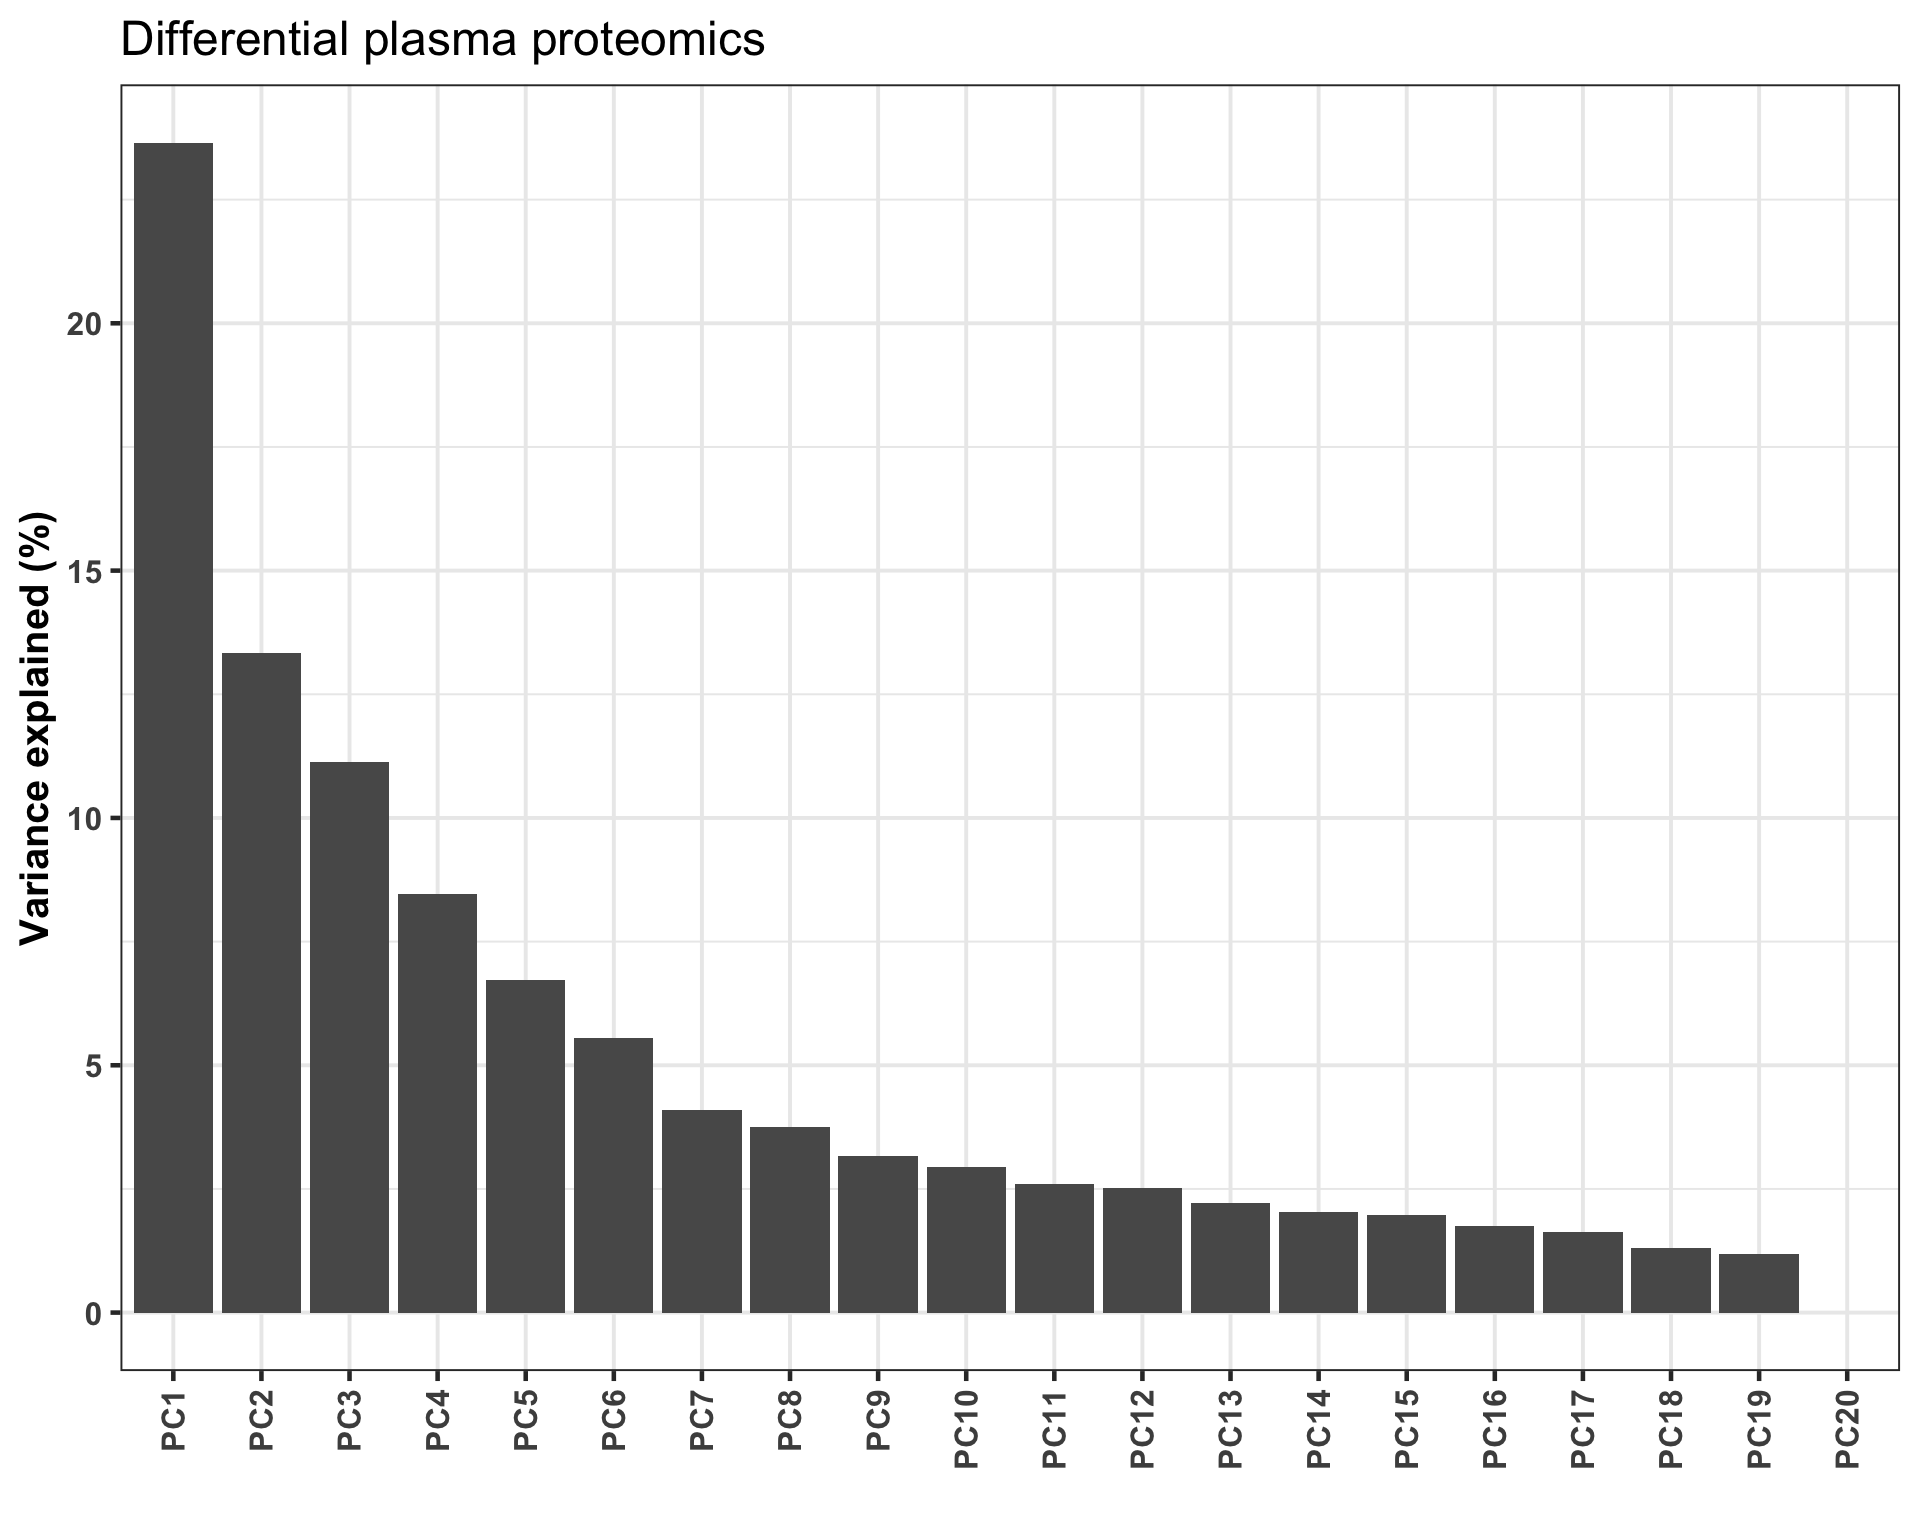 Differential plasma proteomics
Variance explained (%)
20
15
10
5
0
PC1
PC2
PC3
PC4
PC5
PC6
PC7
PC8
PC9
PC10
PC11
PC12
PC13
PC14
PC15
PC16
PC17
PC18
PC19
PC20